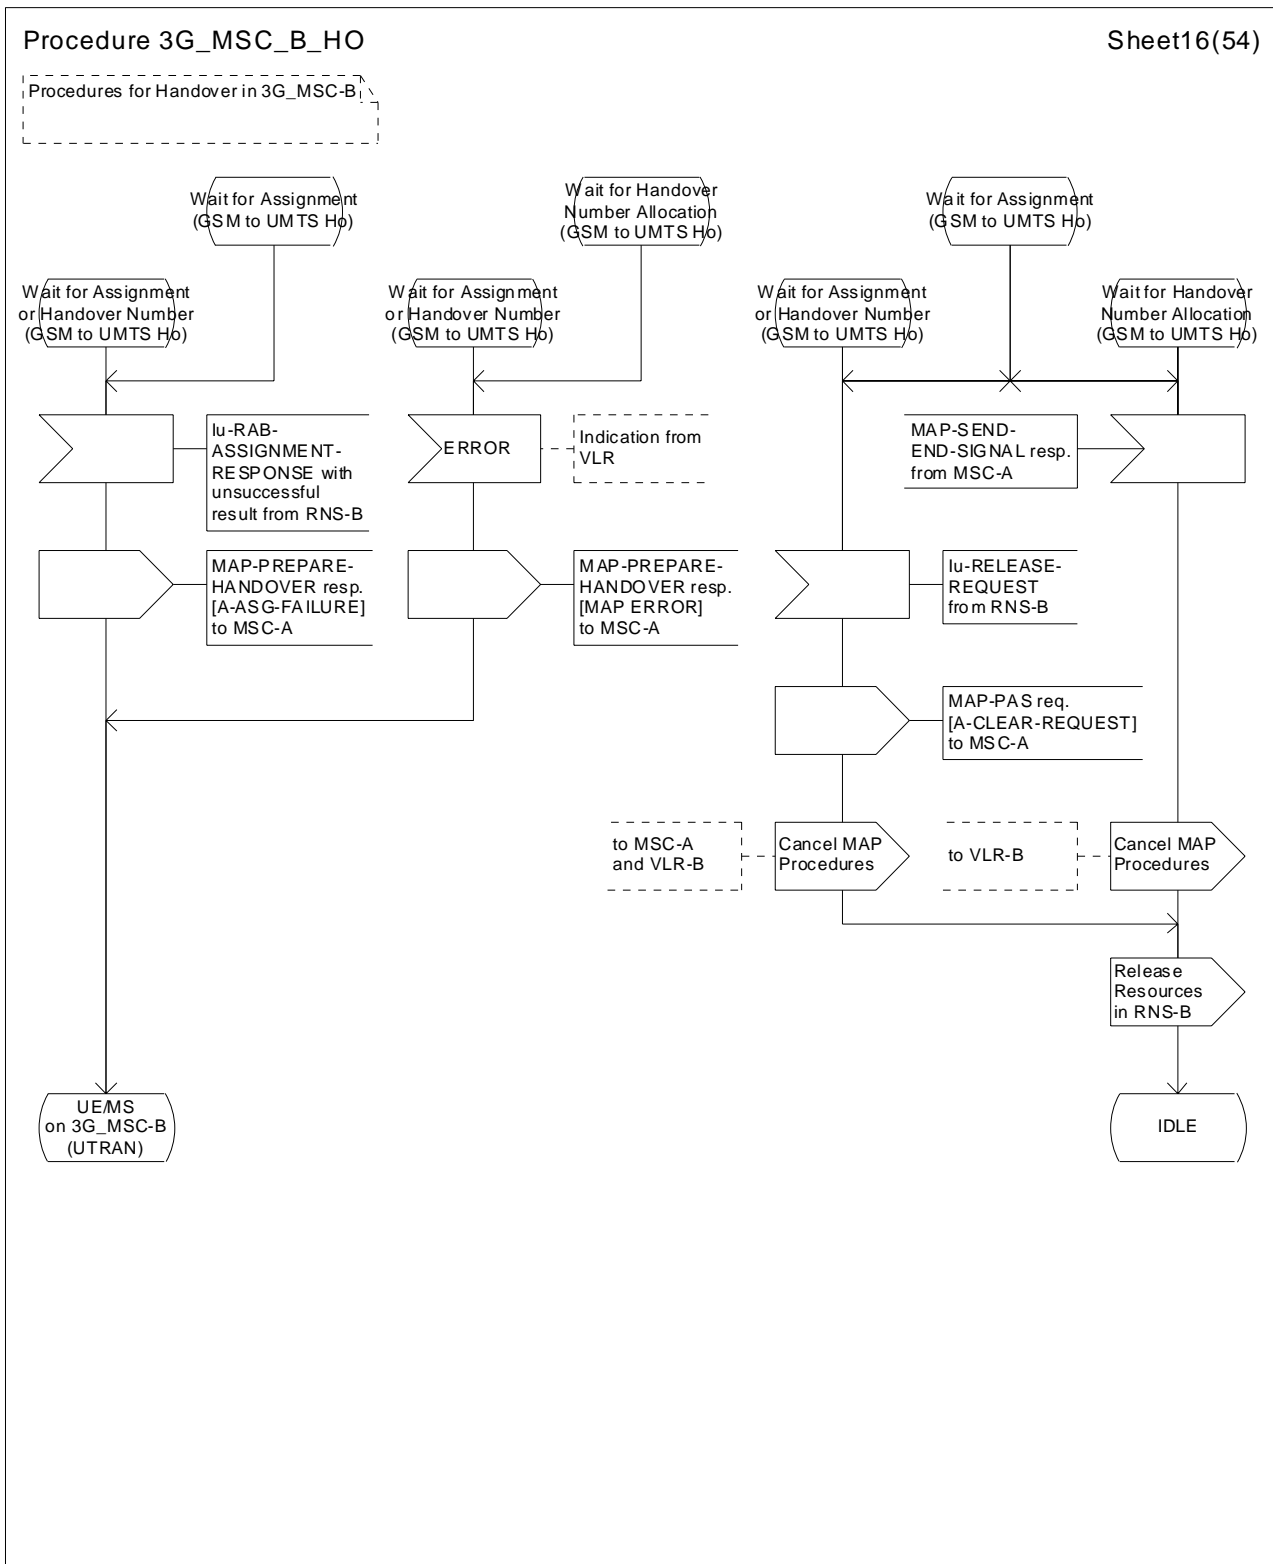 Procedure 3G_MSC_B_HO
Sheet16(54)
Procedures for Handover in 3G_MSC-B
Wait for Assignment
(GSM to UMTS Ho)
Wait for Handover
Number Allocation
(GSM to UMTS Ho)
Wait for Assignment
(GSM to UMTS Ho)
Wait for Assignment
or Handover Number
(GSM to UMTS Ho)
Wait for Assignment
or Handover Number
(GSM to UMTS Ho)
Wait for Assignment
or Handover Number
(GSM to UMTS Ho)
Wait for Handover
Number Allocation
(GSM to UMTS Ho)
Iu-RAB-
ASSIGNMENT-
RESPONSE with
unsuccessful
result from RNS-B
ERROR
Indication from
VLR
MAP-SEND-
END-SIGNAL resp.
from MSC-A
MAP-PREPARE-
HANDOVER resp.
[A-ASG-FAILURE]
to MSC-A
MAP-PREPARE-
HANDOVER resp.
[MAP ERROR]
to MSC-A
Iu-RELEASE-
REQUEST
from RNS-B
MAP-PAS req.
[A-CLEAR-REQUEST]
to MSC-A
to MSC-A
and VLR-B
Cancel MAP
Procedures
to VLR-B
Cancel MAP
Procedures
Release
Resources
in RNS-B
UE/MS
on 3G_MSC-B
(UTRAN)
IDLE